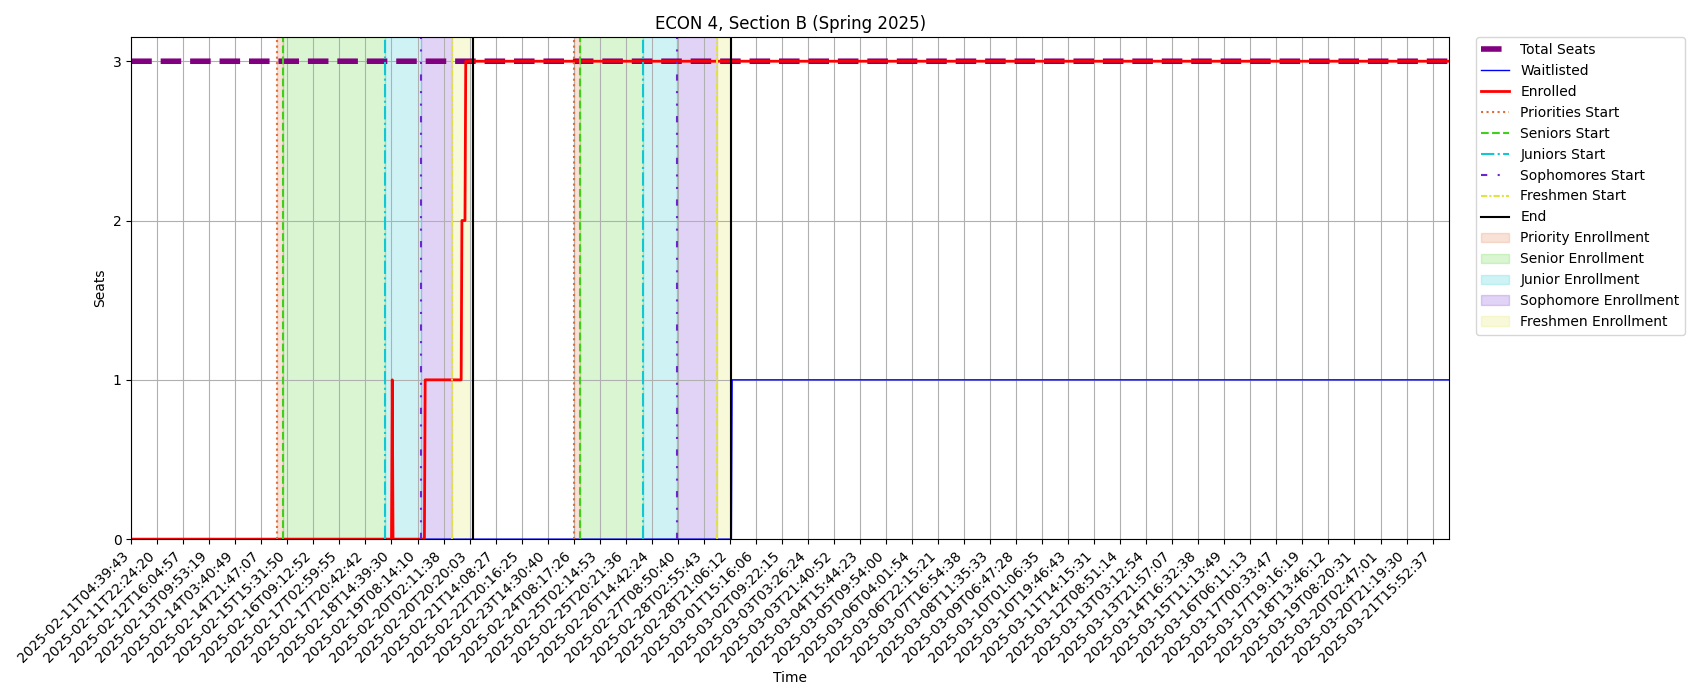 ECON 4, Section B (Spring 2025)
Seats
3
2
1
0
2025-02-11T04:39:43
2025-02-11T22:24:20
2025-02-12T16:04:57
2025-02-13T09:53:19
2025-02-14T03:40:49
2025-02-14T21:47:07
2025-02-15T15:31:50
2025-02-16T09:12:52
2025-02-17T02:59:55
2025-02-17T20:42:42
2025-02-18T14:39:30
2025-02-19T08:14:10
2025-02-20T02:11:38
2025-02-20T20:20:03
2025-02-21T14:08:27
2025-02-22T20:16:25
2025-02-23T14:30:40
2025-02-24T08:17:26
2025-02-25T02:14:53
2025-02-25T20:21:36
2025-02-26T14:42:24
2025-02-27T08:50:40
2025-02-28T02:55:43
2025-02-28T21:06:12
2025-03-01T15:16:06
2025-03-02T09:22:15
2025-03-03T03:26:24
2025-03-03T21:40:52
2025-03-04T15:44:23
2025-03-05T09:54:00
2025-03-06T04:01:54
2025-03-06T22:15:21
2025-03-07T16:54:38
2025-03-08T11:35:33
2025-03-09T06:47:28
2025-03-10T01:06:35
2025-03-10T19:46:43
2025-03-11T14:15:31
2025-03-12T08:51:14
2025-03-13T03:12:54
2025-03-13T21:57:07
2025-03-14T16:32:38
2025-03-15T11:13:49
2025-03-16T06:11:13
2025-03-17T00:33:47
2025-03-17T19:16:19
2025-03-18T13:46:12
2025-03-19T08:20:31
2025-03-20T02:47:01
2025-03-20T21:19:30
2025-03-21T15:52:37
Time
Total Seats
Waitlisted
Enrolled
Priorities Start
Seniors Start
Juniors Start
Sophomores Start
Freshmen Start
End
Priority Enrollment
Senior Enrollment
Junior Enrollment
Sophomore Enrollment
Freshmen Enrollment